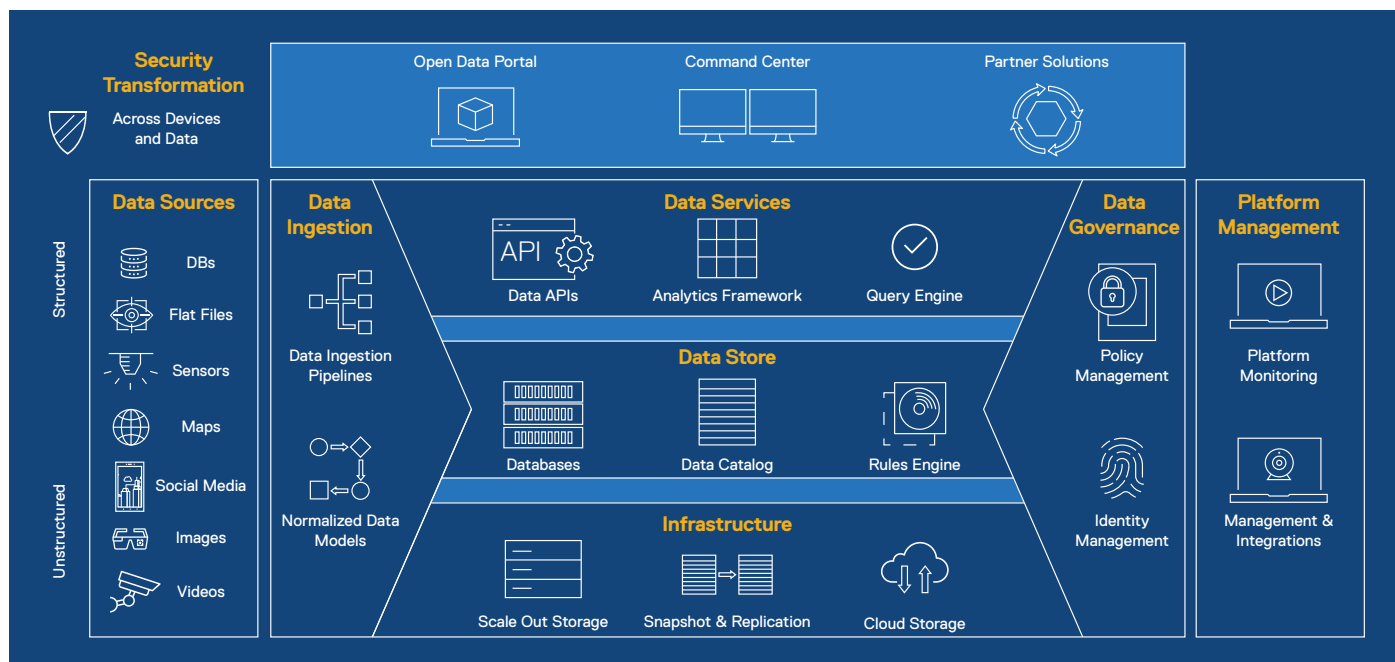 Security
Transformation
Across Devices
and Data
Open Data Portal
Command Center
Partner Solutions
Structured
Unstructured
Data Sources
DBs
Flat Files
Sensors
Maps
Social Media
Images
Videos
Data
Ingestion
Data Ingestion
Pipelines
Normalized Data
Models
Data Services
API
Data APIs
Analytics Framework
Query Engine
Data Store
Databases
Data Catalog
Rules Engine
Infrastructure
Scale Out Storage
Snapshot & Replication
Cloud Storage
Data
Governance
Policy
Management
Identity
Management
Platform
Management
Platform
Monitoring
Management &
Integrations